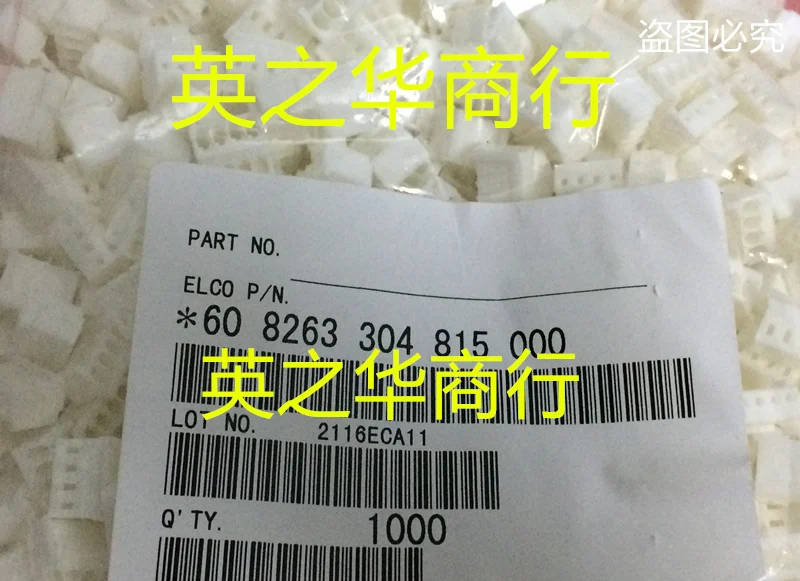 盗图必究
英之华商行
PART NO.
ELCO P/N.
*60 8263 304 815 000
英之华商行
LOT NO. 2116ECA11
Q'TY. 1000